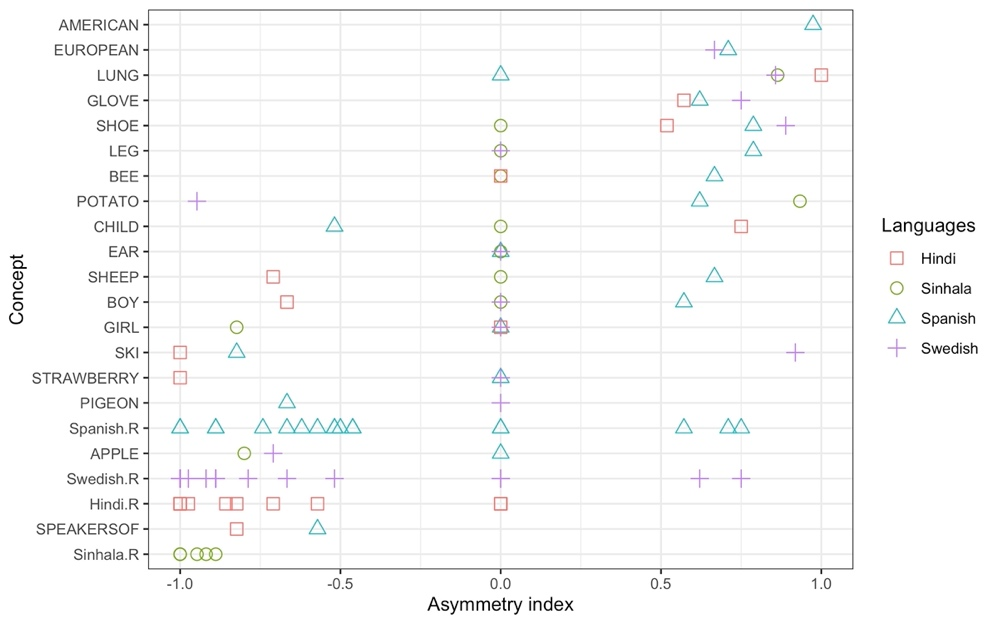 AMERICAN
EUROPEAN
LUNG
GLOVE
SHOE
LEG
BEE
POTATO
CHILD
EAR
SHEEP
BOY
GIRL
SKI
STRAWBERRY
PIGEON
Spanish.R
APPLE
Swedish.R
Hindi.R
SPEAKERSOF
Sinhala.R
Concept
-1.0 -0.5 0.0 0.5 1.0
Asymmetry index
Languages
Hindi
Sinhala
Spanish
Swedish